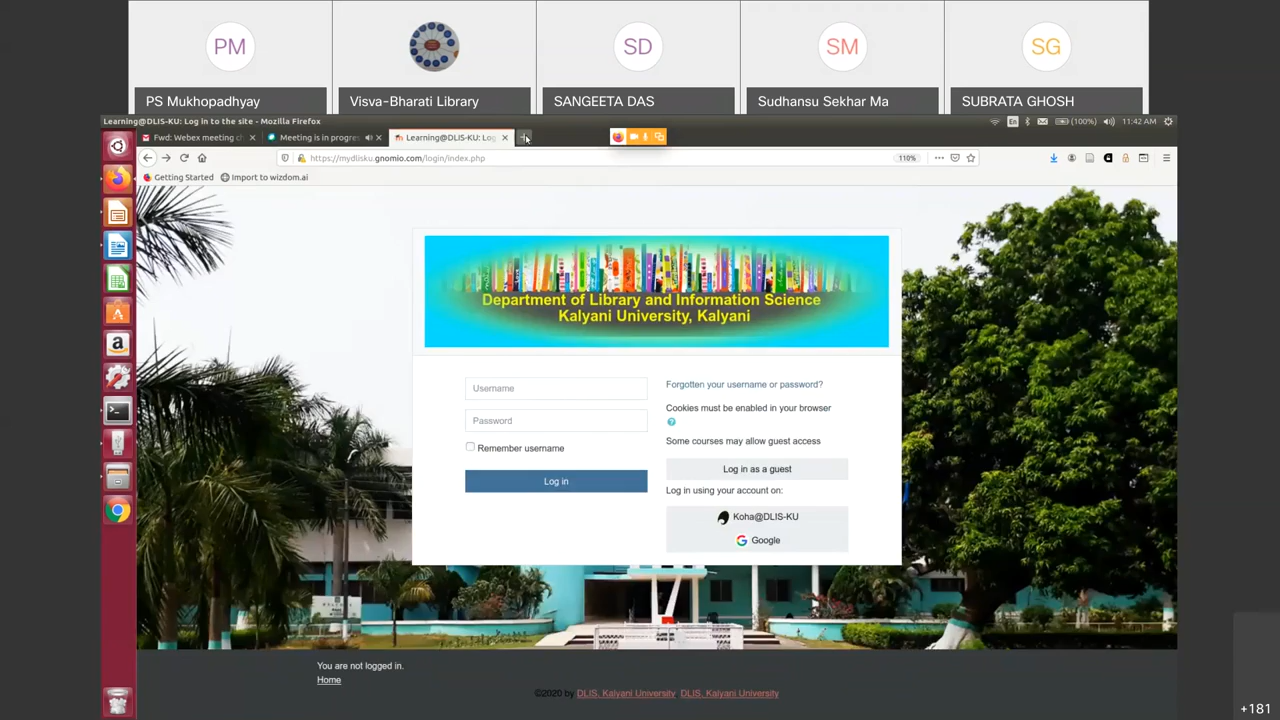 PM
SD
SM
SG
PS Mukhopadhyay
Visva-Bharati Library
SANGEETA DAS
Sudhansu Sekhar Ma
SUBRATA GHOSH
Learning@DLIS-KU: Log in to the site - Mozilla Firefox
En
(100%)
11:42 AM
Fwd: Webex meeting ch
Meeting is in progre
Learning@DLIS-KU: Log
https://mydlisku.gnomio.com/login/index.php
110%
Getting Started
Import to wizdom.ai
Department of Library and Information Science
Kalyani University, Kalyani
Username
Forgotten your username or password?
Cookies must be enabled in your browser
Password
Some courses may allow guest access
Remember username
Log in as a guest
Log in
Log in using your account on:
Koha@DLIS-KU
Google
You are not logged in.
Home
©2020 by DLIS, Kalyani University DLIS, Kalyani University
+181